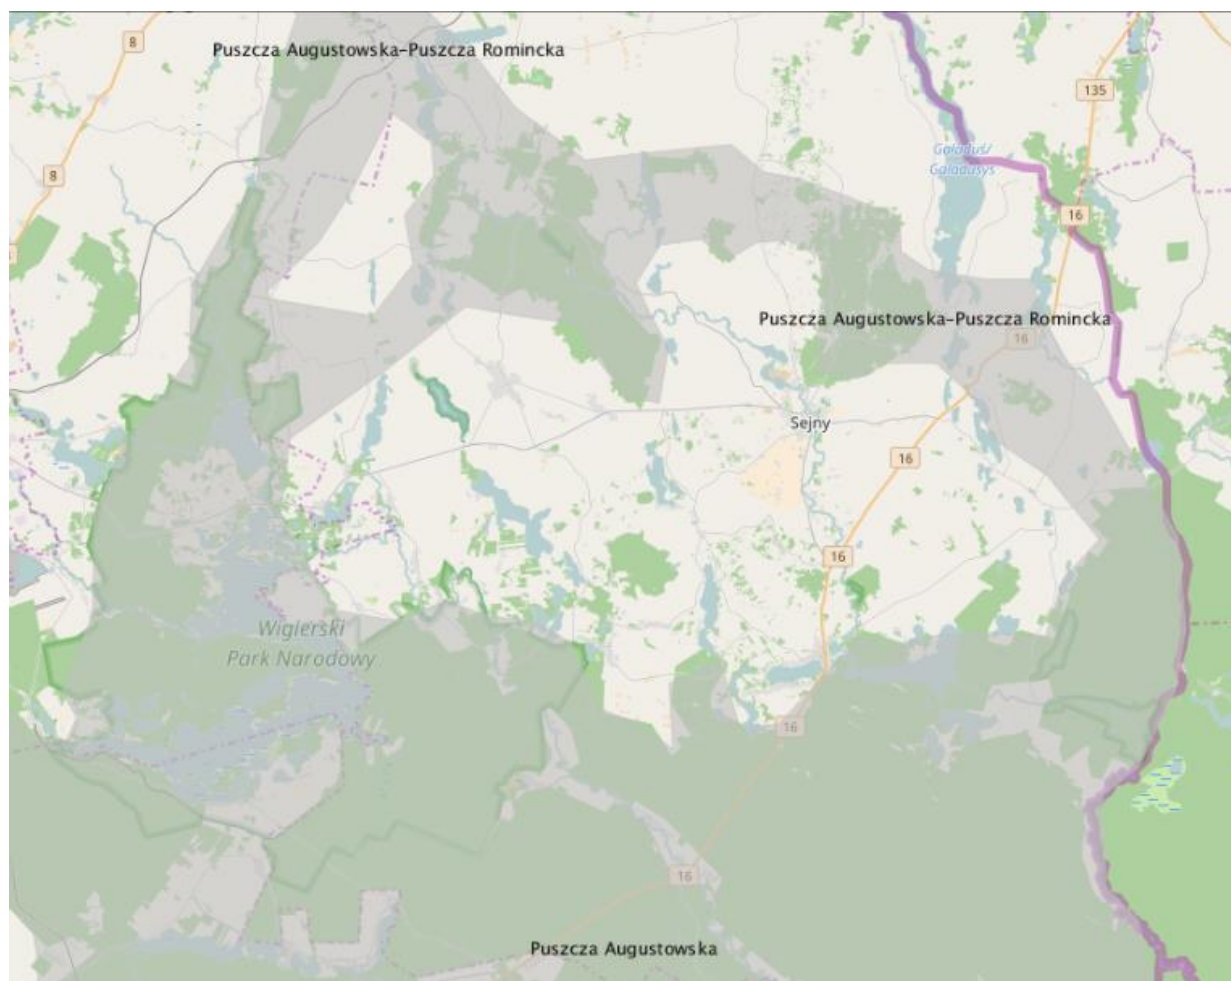 8
Puszcza Augustowska-Puszcza Romincka
135
8
Gaładuś/
Galadusys
16
Puszcza Augustowska-Puszcza Romincka
16
Sejny
16
16
Wigierski
Park Narodowy
16
16
Puszcza Augustowska